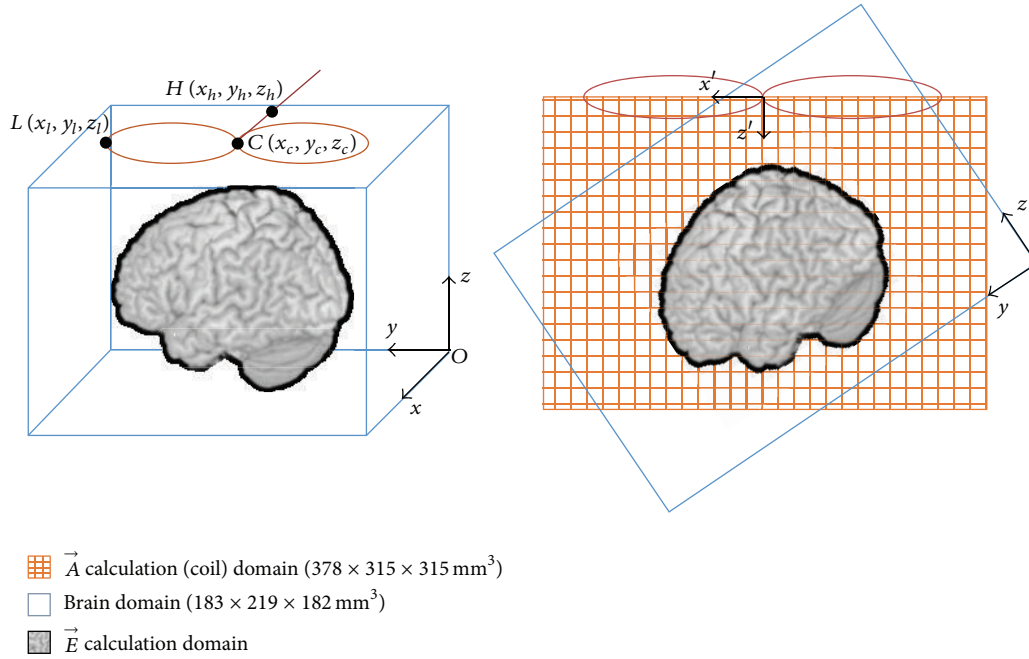 H (x_h, y_h, z_h)
L (x_l, y_l, z_l)
C (x_c, y_c, z_c)
z
y
O
x
x′
z′
z
y
A⃗ calculation (coil) domain (378 × 315 × 315 mm³)
Brain domain (183 × 219 × 182 mm³)
E⃗ calculation domain